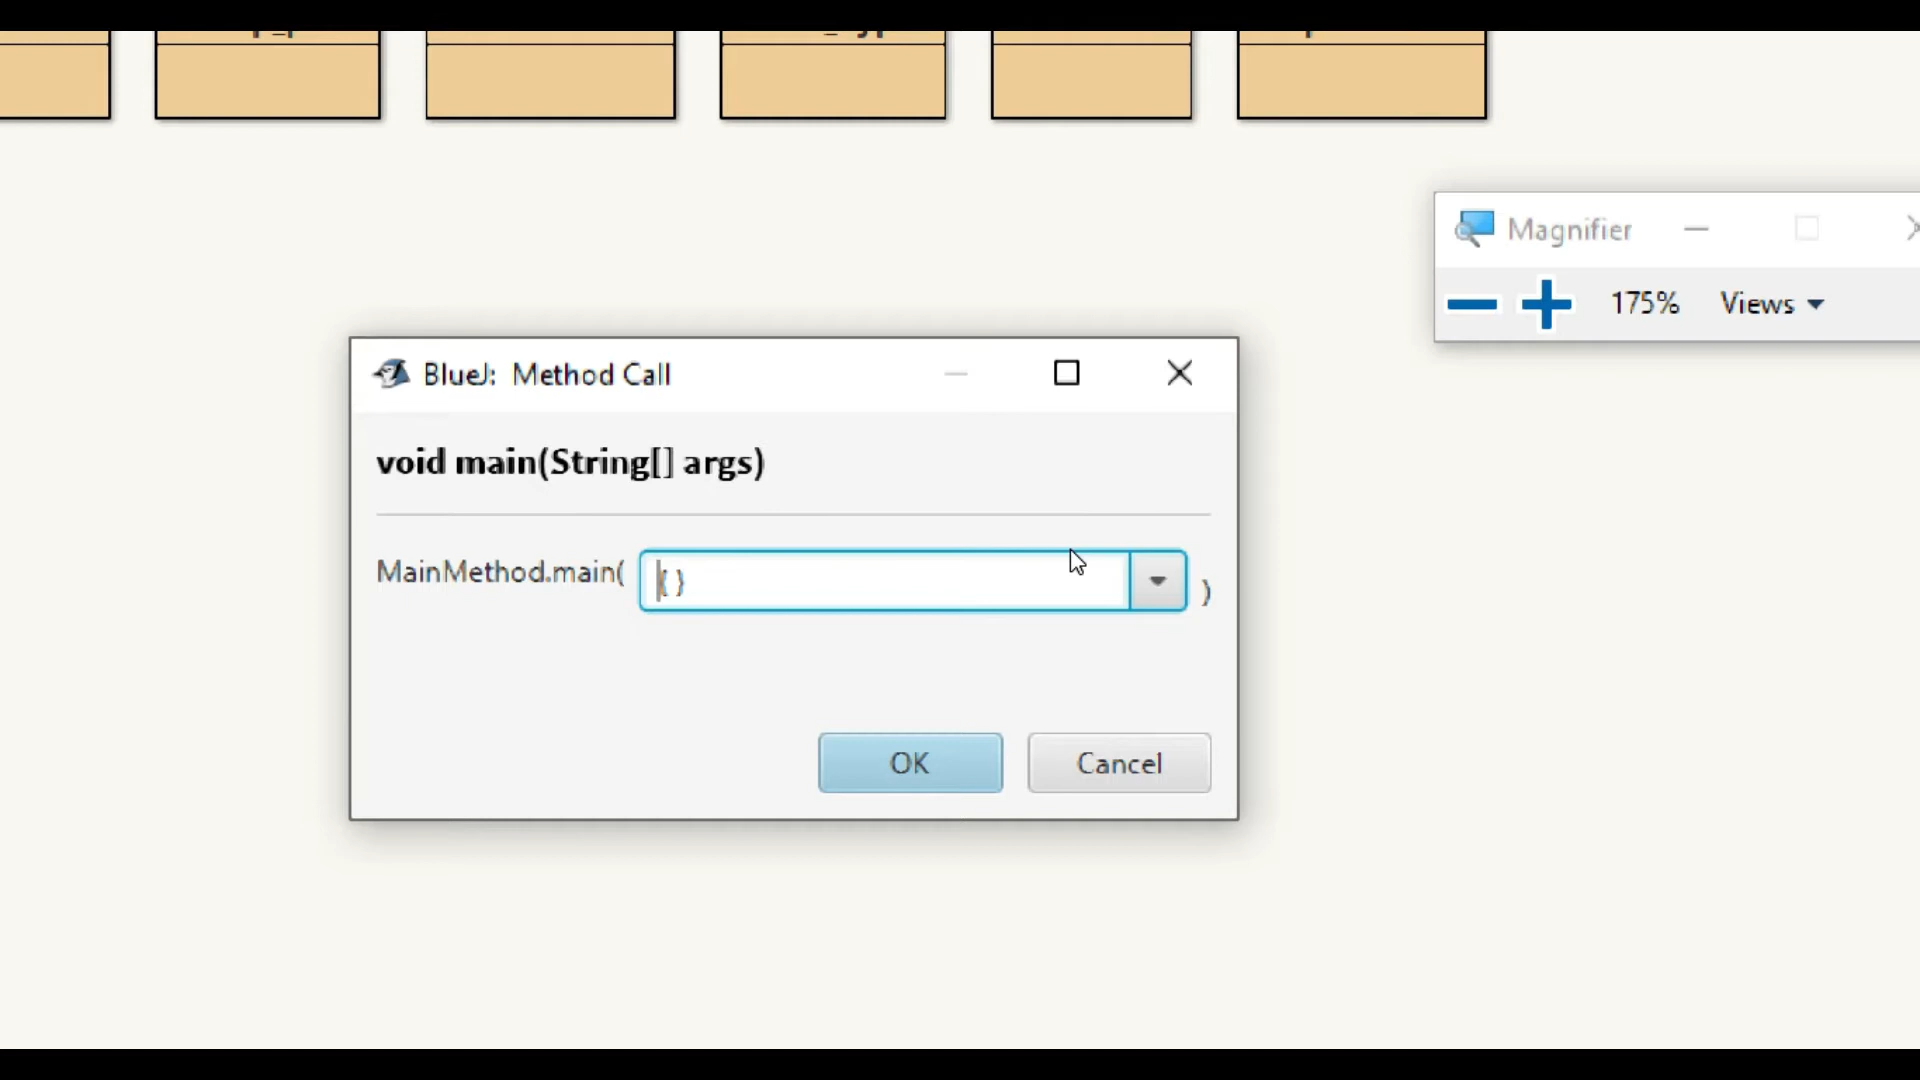 Magnifier
175% Views
BlueJ: Method Call
void main(String[] args)
MainMethod.main( { } )
OK Cancel